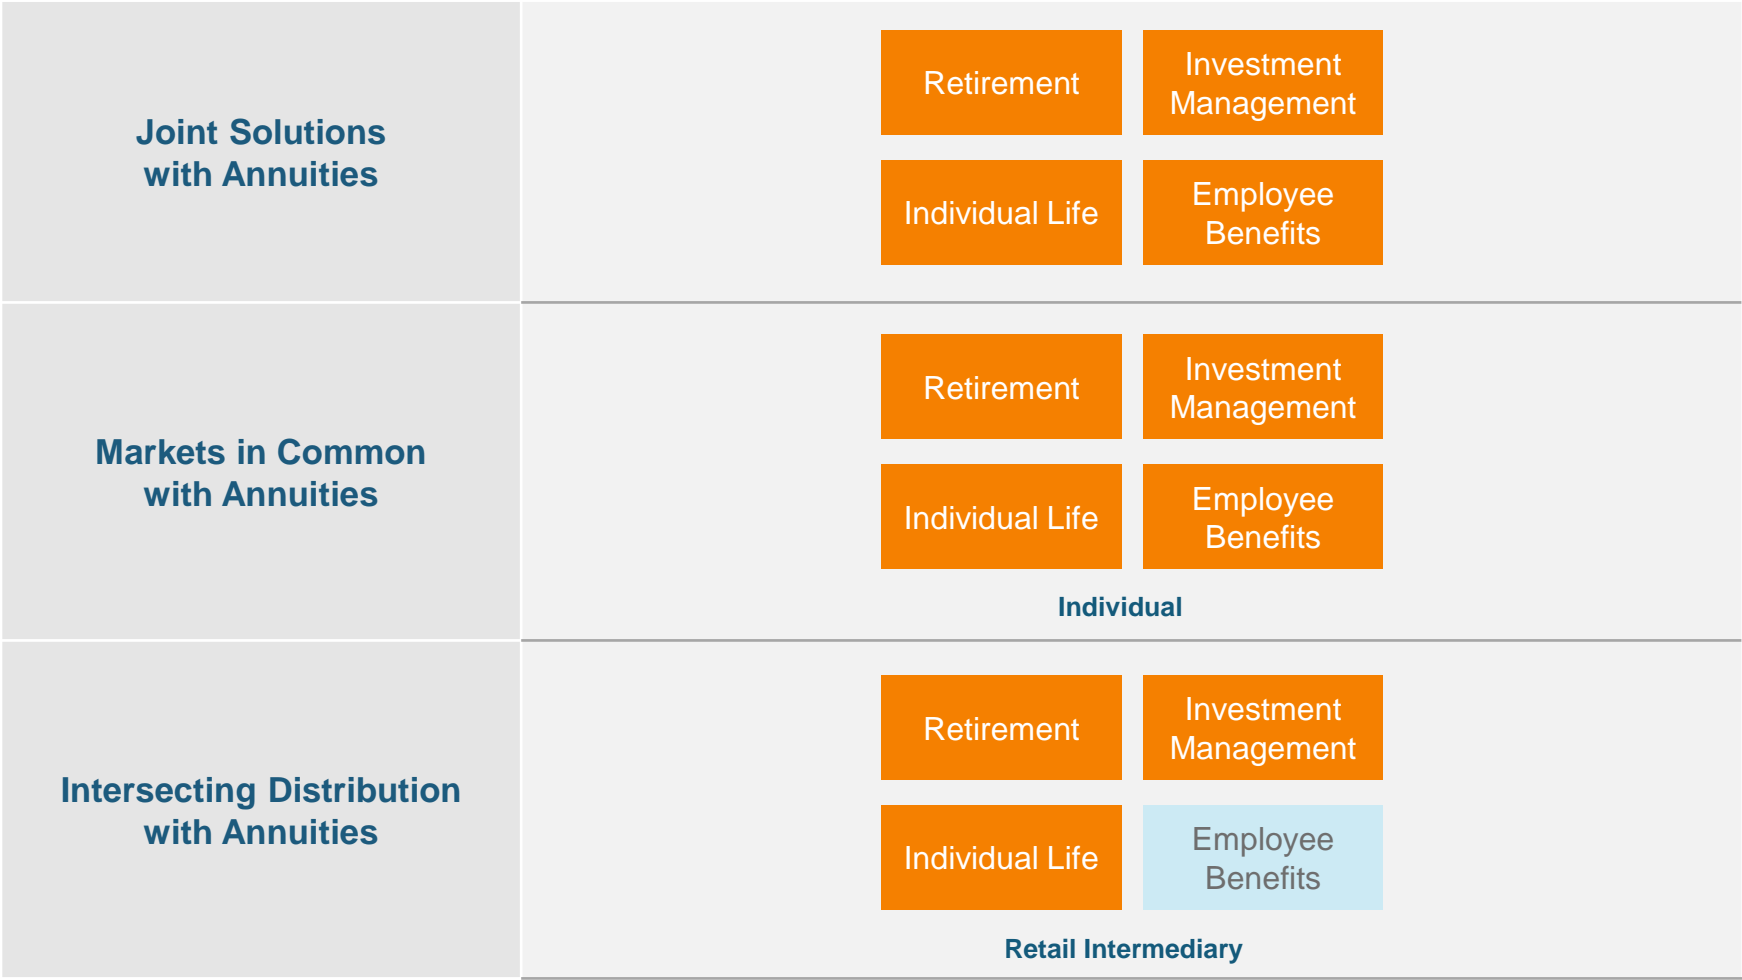 Joint Solutions
with Annuities
Retirement
Investment
Management
Individual Life
Employee
Benefits
Markets in Common
with Annuities
Retirement
Investment
Management
Individual Life
Employee
Benefits
Individual
Intersecting Distribution
with Annuities
Retirement
Investment
Management
Individual Life
Employee
Benefits
Retail Intermediary